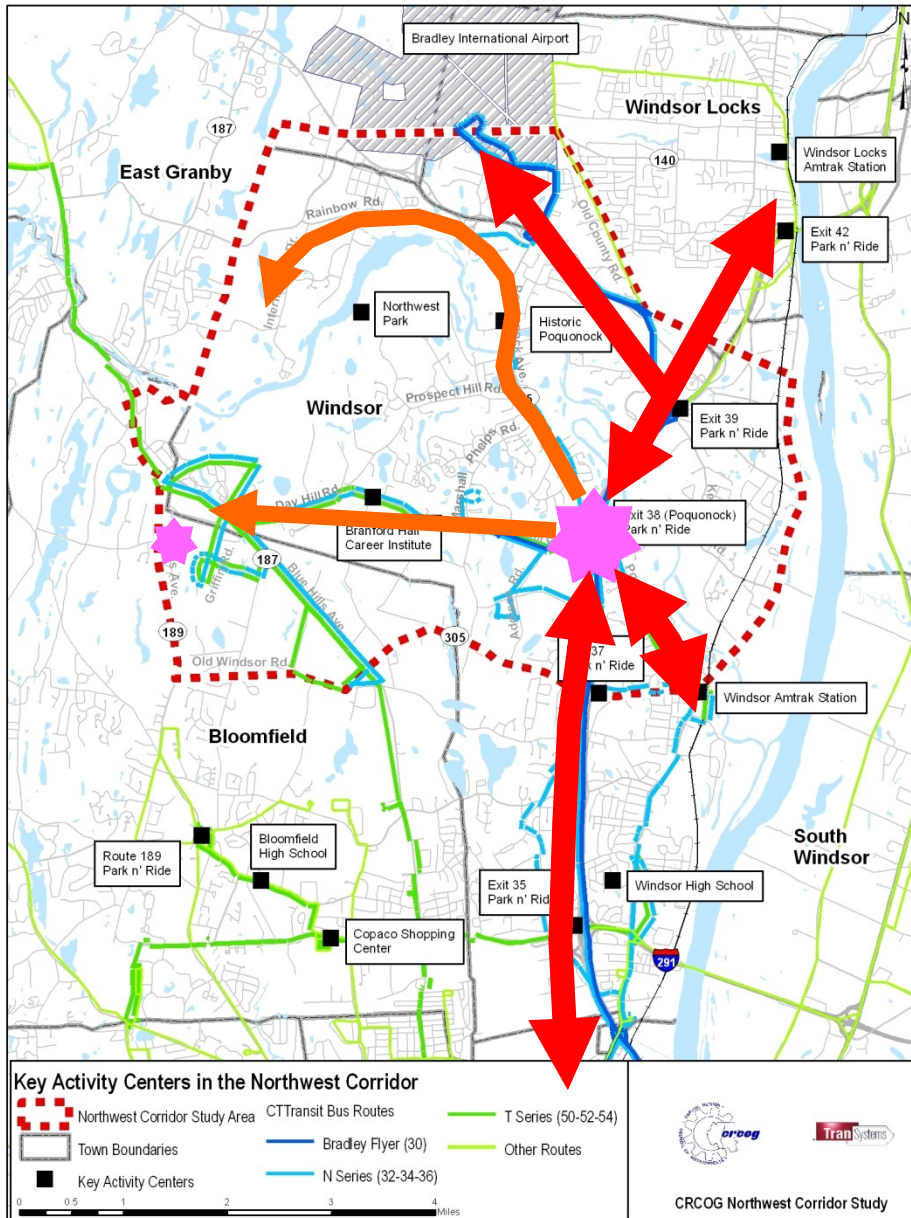 Bradley International Airport
N
187
Windsor Locks
East Granby
140
Windsor Locks
Amtrak Station
Rainbow Rd.
Old County Rd.
Exit 42
Park n' Ride
Northwest
Park
Historic
Poquonock
Ave.
Prospect Hill Rd.
Windsor
Phelps Rd.
Exit 39
Park n' Ride
Marshall
Day Hill Rd.
Branford Hall
Career Institute
Exit 38 (Poquonock)
Park n' Ride
187
Griffin Rd.
Blue Hills Ave.
Ave.
189
305
Old Windsor Rd.
37
Park n' Ride
Windsor Amtrak Station
Bloomfield
South
Windsor
Route 189
Park n' Ride
Bloomfield
High School
Exit 35
Park n' Ride
Windsor High School
Copaco Shopping
Center
291
Key Activity Centers in the Northwest Corridor
Northwest Corridor Study Area
Town Boundaries
Key Activity Centers
CTTransit Bus Routes
Bradley Flyer (30)
N Series (32-34-36)
T Series (50-52-54)
Other Routes
0 0.5 1 2 3 4
Miles
crcog
TranSystems
CRCOG Northwest Corridor Study